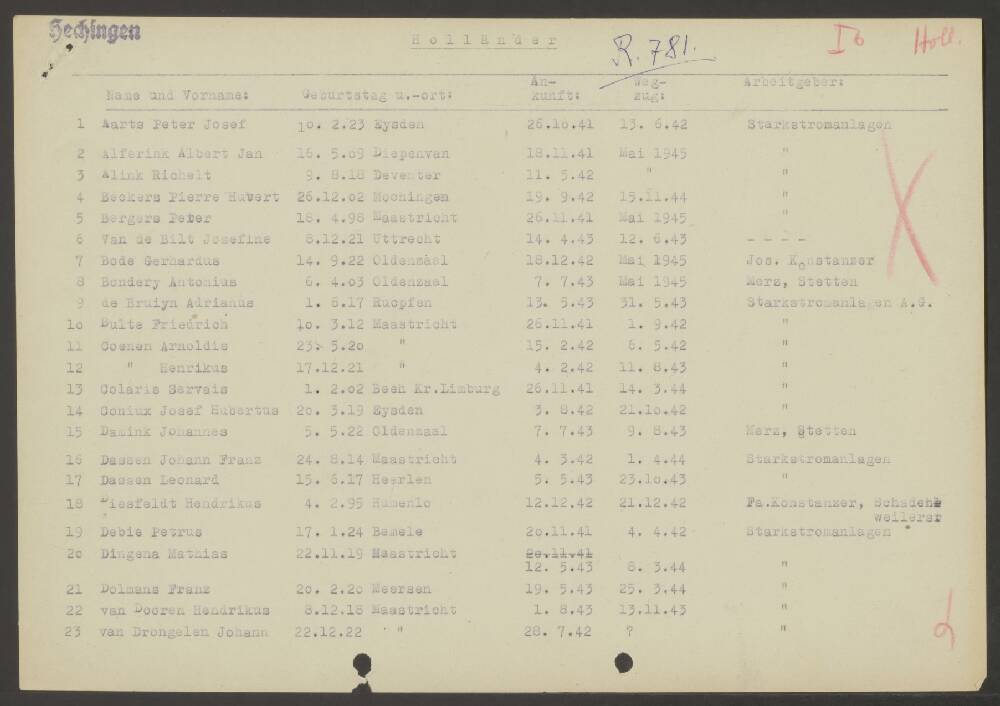 Hechingen
Holländer
R. 781.
Ib Holl.
Name und Vorname: Geburtstag u.-ort: An-kunft: Weg-zug: Arbeitgeber:
1 Aarts Peter Josef 1o. 2.23 Eysden 26.1o.41 13. 6.42 Starkstromanlagen
2 Alferink Albert Jan 16. 5.o9 Diepenvan 18.11.41 Mai 1945 "
3 Alink Richelt 9. 8.18 Deventer 11. 5.42 " "
4 Beckers Pierre Hubert 26.12.o2 Mochingen 19. 9.42 15.11.44 "
5 Bergers Peter 18. 4.98 Maastricht 26.11.41 Mai 1945 "
6 Van de Bilt Josefine 8.12.21 Uttrecht 14. 4.43 12. 6.43 - - - -
7 Bode Gerhardus 14. 9.22 Oldenzaal 18.12.42 Mai 1945 Jos. Konstanzer
8 Bondery Antonius 6. 4.o3 Oldenzaal 7. 7.43 Mai 1945 Merz, Stetten
9 de Bruiyn Adrianus 1. 6.17 Rucpfen 13. 5.43 31. 5.43 Starkstromanlagen A.G.
1o Bulte Friedrich 1o. 3.12 Maastricht 26.11.41 1. 9.42 "
11 Coenen Arnoldis 23. 5.2o " 15. 2.42 6. 5.42 "
12 " Henrikus 17.12.21 " 4. 2.42 11. 8.43 "
13 Colaris Servais 1. 2.o2 Beeh Kr.Limburg 26.11.41 14. 3.44 "
14 Coniux Josef Hubertus 2o. 3.19 Eysden 3. 8.42 21.1o.42 "
15 Damink Johannes 5. 5.22 Oldenzaal 7. 7.43 9. 8.43 Merz, Stetten
16 Dassen Johann Franz 24. 8.14 Maastricht 4. 3.42 1. 4.44 Starkstromanlagen
17 Dassen Leonard 15. 6.17 Heerlen 5. 5.43 23.1o.43 "
18 Diesfeldt Hendrikus 4. 2.95 Humenlo 12.12.42 21.12.42 Fa.Konstanzer,
weilerst
19 Debie Petrus 17. 1.24 Bemele 2o.11.41 4. 4.42 Starkstromanlagen
2o Dingena Mathias 22.11.19 Maastricht 2o.11.41
12. 5.43 8. 3.44 "
21 Dolmans Franz 2o. 2.2o Meersen 19. 5.43 25. 3.44 "
22 van Dooren Hendrikus 8.12.18 Maastricht 1. 8.43 13.11.43 "
23 van Drongelen Johann 22.12.22 " 28. 7.42 ? "